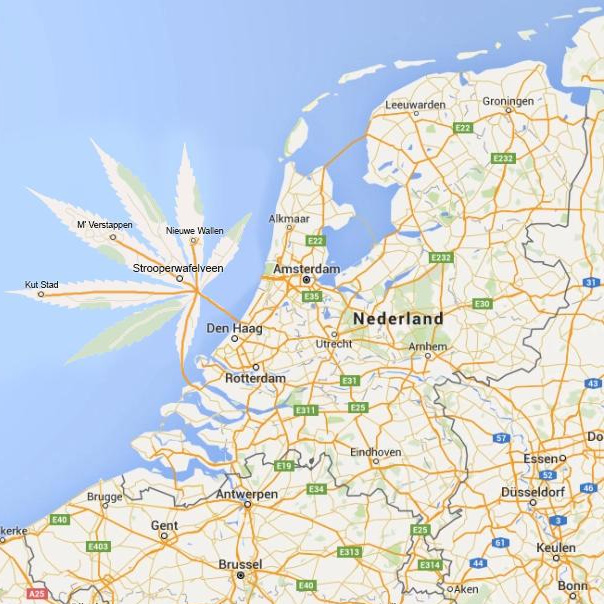 Leeuwarden
Groningen
E22
E232
M' Verstappen
Nieuwe Wallen
Alkmaar
E22
Strooperwafelveen
Amsterdam
E232
Kut Stad
E35
31
E30
Nederland
Den Haag
Utrecht
Arnhem
Rotterdam
E31
43
E311
E25
57
Do
Eindhoven
Essen
E19
52
E34
46
Brugge
Antwerpen
Düsseldorf
kerke
E40
Gent
3
E25
E403
61
E313
Keulen
Brussel
44
E314
E40
Aken
Bonn
A25